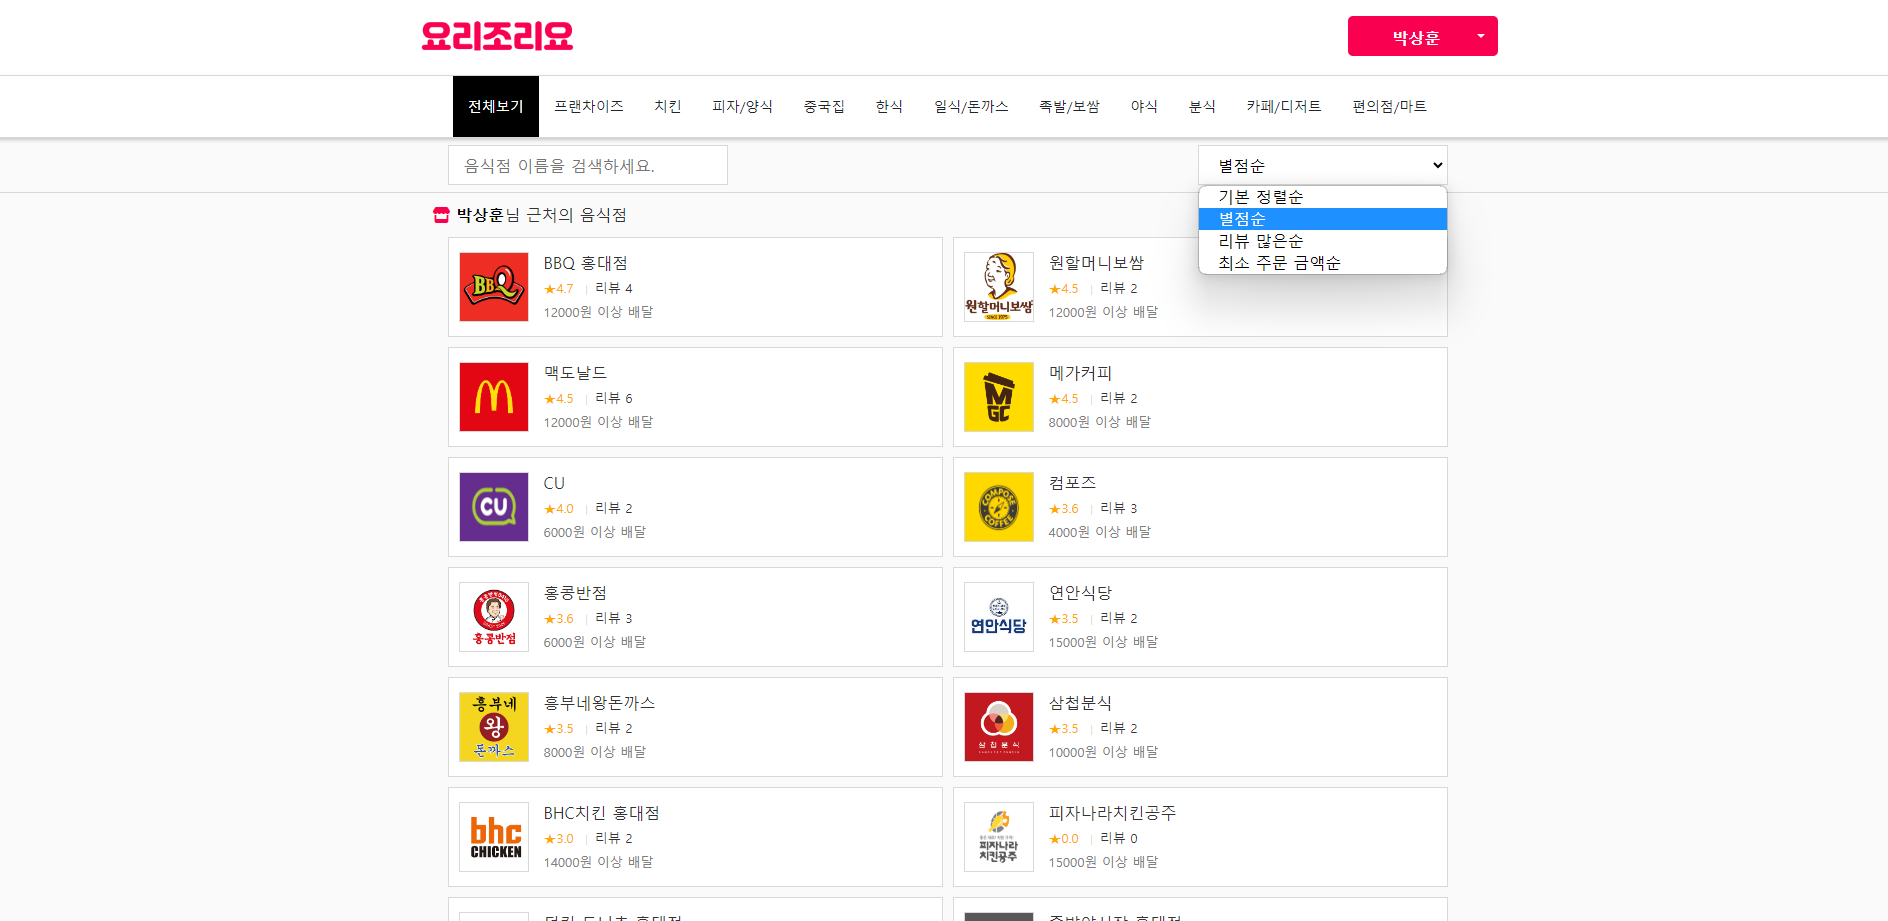 요리조리요
박상훈
전체보기 프랜차이즈 치킨 피자/양식 중국집 한식 일식/돈까스 족발/보쌈 야식 분식 카페/디저트 편의점/마트
음식점 이름을 검색하세요.
별점순
기본 정렬순
별점순
리뷰 많은순
최소 주문 금액순
박상훈님 근처의 음식점
BBQ
BBQ 홍대점
★4.7 | 리뷰 4
12000원 이상 배달
원할머니보쌈
SINCE 1975
원할머니보쌈
★4.5 | 리뷰 2
12000원 이상 배달
맥도날드
★4.5 | 리뷰 6
12000원 이상 배달
MGC
메가커피
★4.5 | 리뷰 2
8000원 이상 배달
CU
CU
★4.0 | 리뷰 2
6000원 이상 배달
COMPOSE COFFEE
컴포즈
★3.6 | 리뷰 3
4000원 이상 배달
홍콩반점
홍콩반점
★3.6 | 리뷰 3
6000원 이상 배달
연안식당
연안식당
★3.5 | 리뷰 2
15000원 이상 배달
흥부네
왕
돈까스
흥부네왕돈까스
★3.5 | 리뷰 2
8000원 이상 배달
삼첩분식
삼첩분식
★3.5 | 리뷰 2
10000원 이상 배달
bhc
CHICKEN
BHC치킨 홍대점
★3.0 | 리뷰 2
14000원 이상 배달
피자나라
치킨공주
피자나라치킨공주
★0.0 | 리뷰 0
15000원 이상 배달